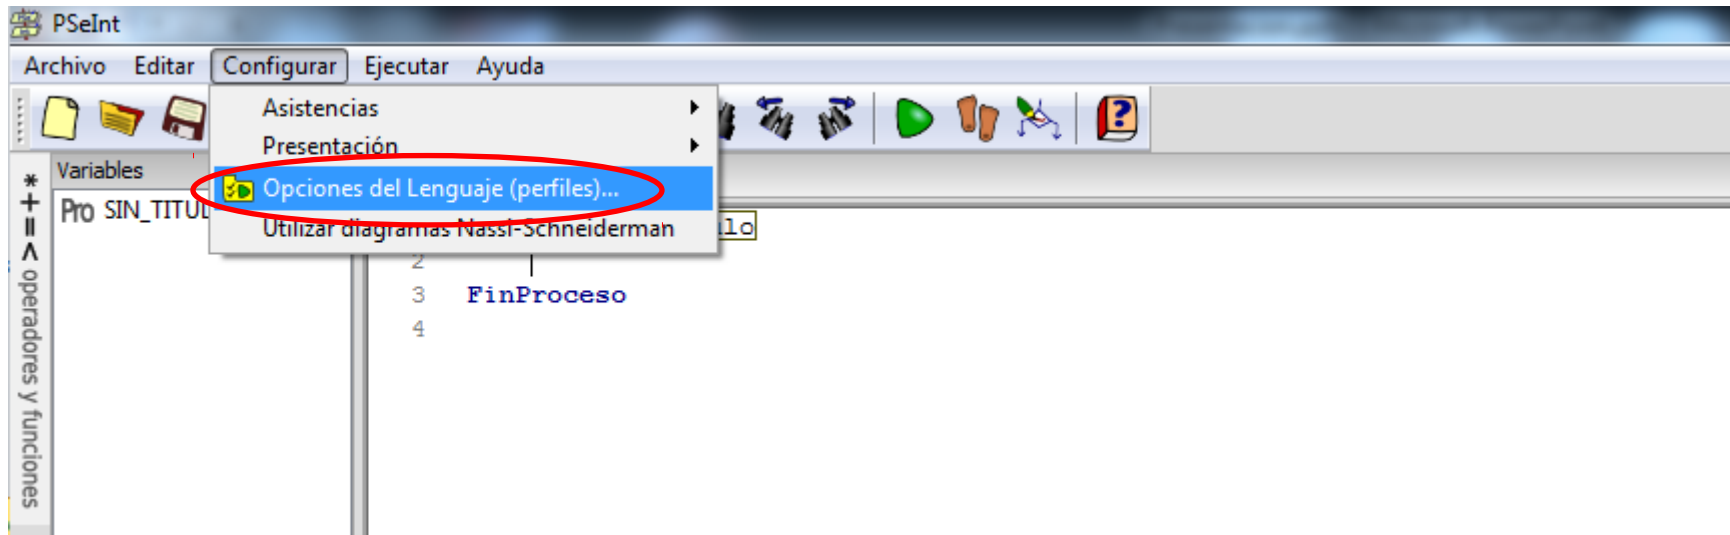 PSeInt
Archivo Editar Configurar Ejecutar Ayuda
Asistencias
Presentación
Opciones del Lenguaje (perfiles)...
Utilizar diagramas Nassi-Schneiderman
Variables
Pro SIN_TITUL
lo
2
3 FinProceso
4
*+=< operadores y funciones